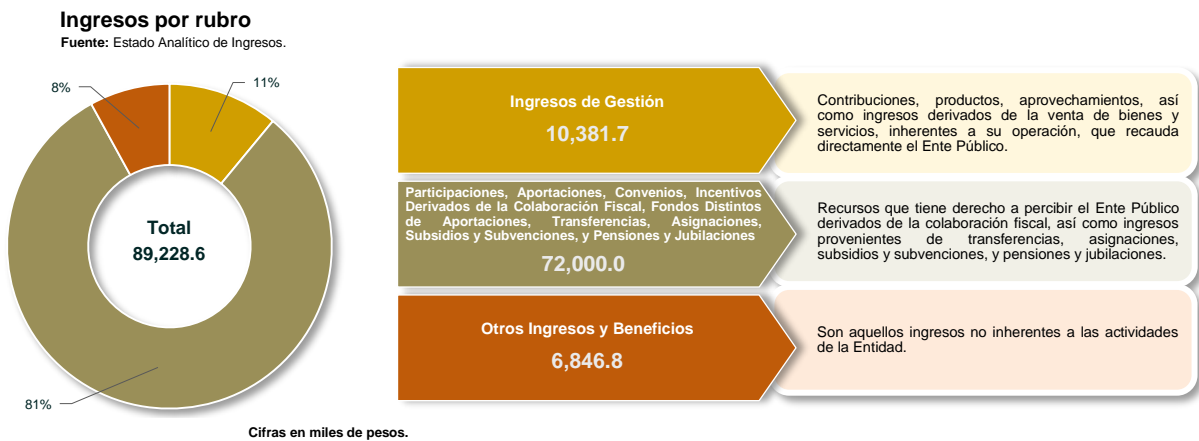 Ingresos por rubro
Fuente: Estado Analítico de Ingresos.
8%
11%
Total
89,228.6
81%
Ingresos de Gestión
10,381.7
Contribuciones, productos, aprovechamientos, así
como ingresos derivados de la venta de bienes y
servicios, inherentes a su operación, que recauda
directamente el Ente Público.
Participaciones, Aportaciones, Convenios, Incentivos
Derivados de la Colaboración Fiscal, Fondos Distintos
de Aportaciones, Transferencias, Asignaciones,
Subsidios y Subvenciones, y Pensiones y Jubilaciones
72,000.0
Recursos que tiene derecho a percibir el Ente Público
derivados de la colaboración fiscal, así como ingresos
provenientes de transferencias, asignaciones,
subsidios y subvenciones, y pensiones y jubilaciones.
Otros Ingresos y Beneficios
6,846.8
Son aquellos ingresos no inherentes a las actividades
de la Entidad.
Cifras en miles de pesos.